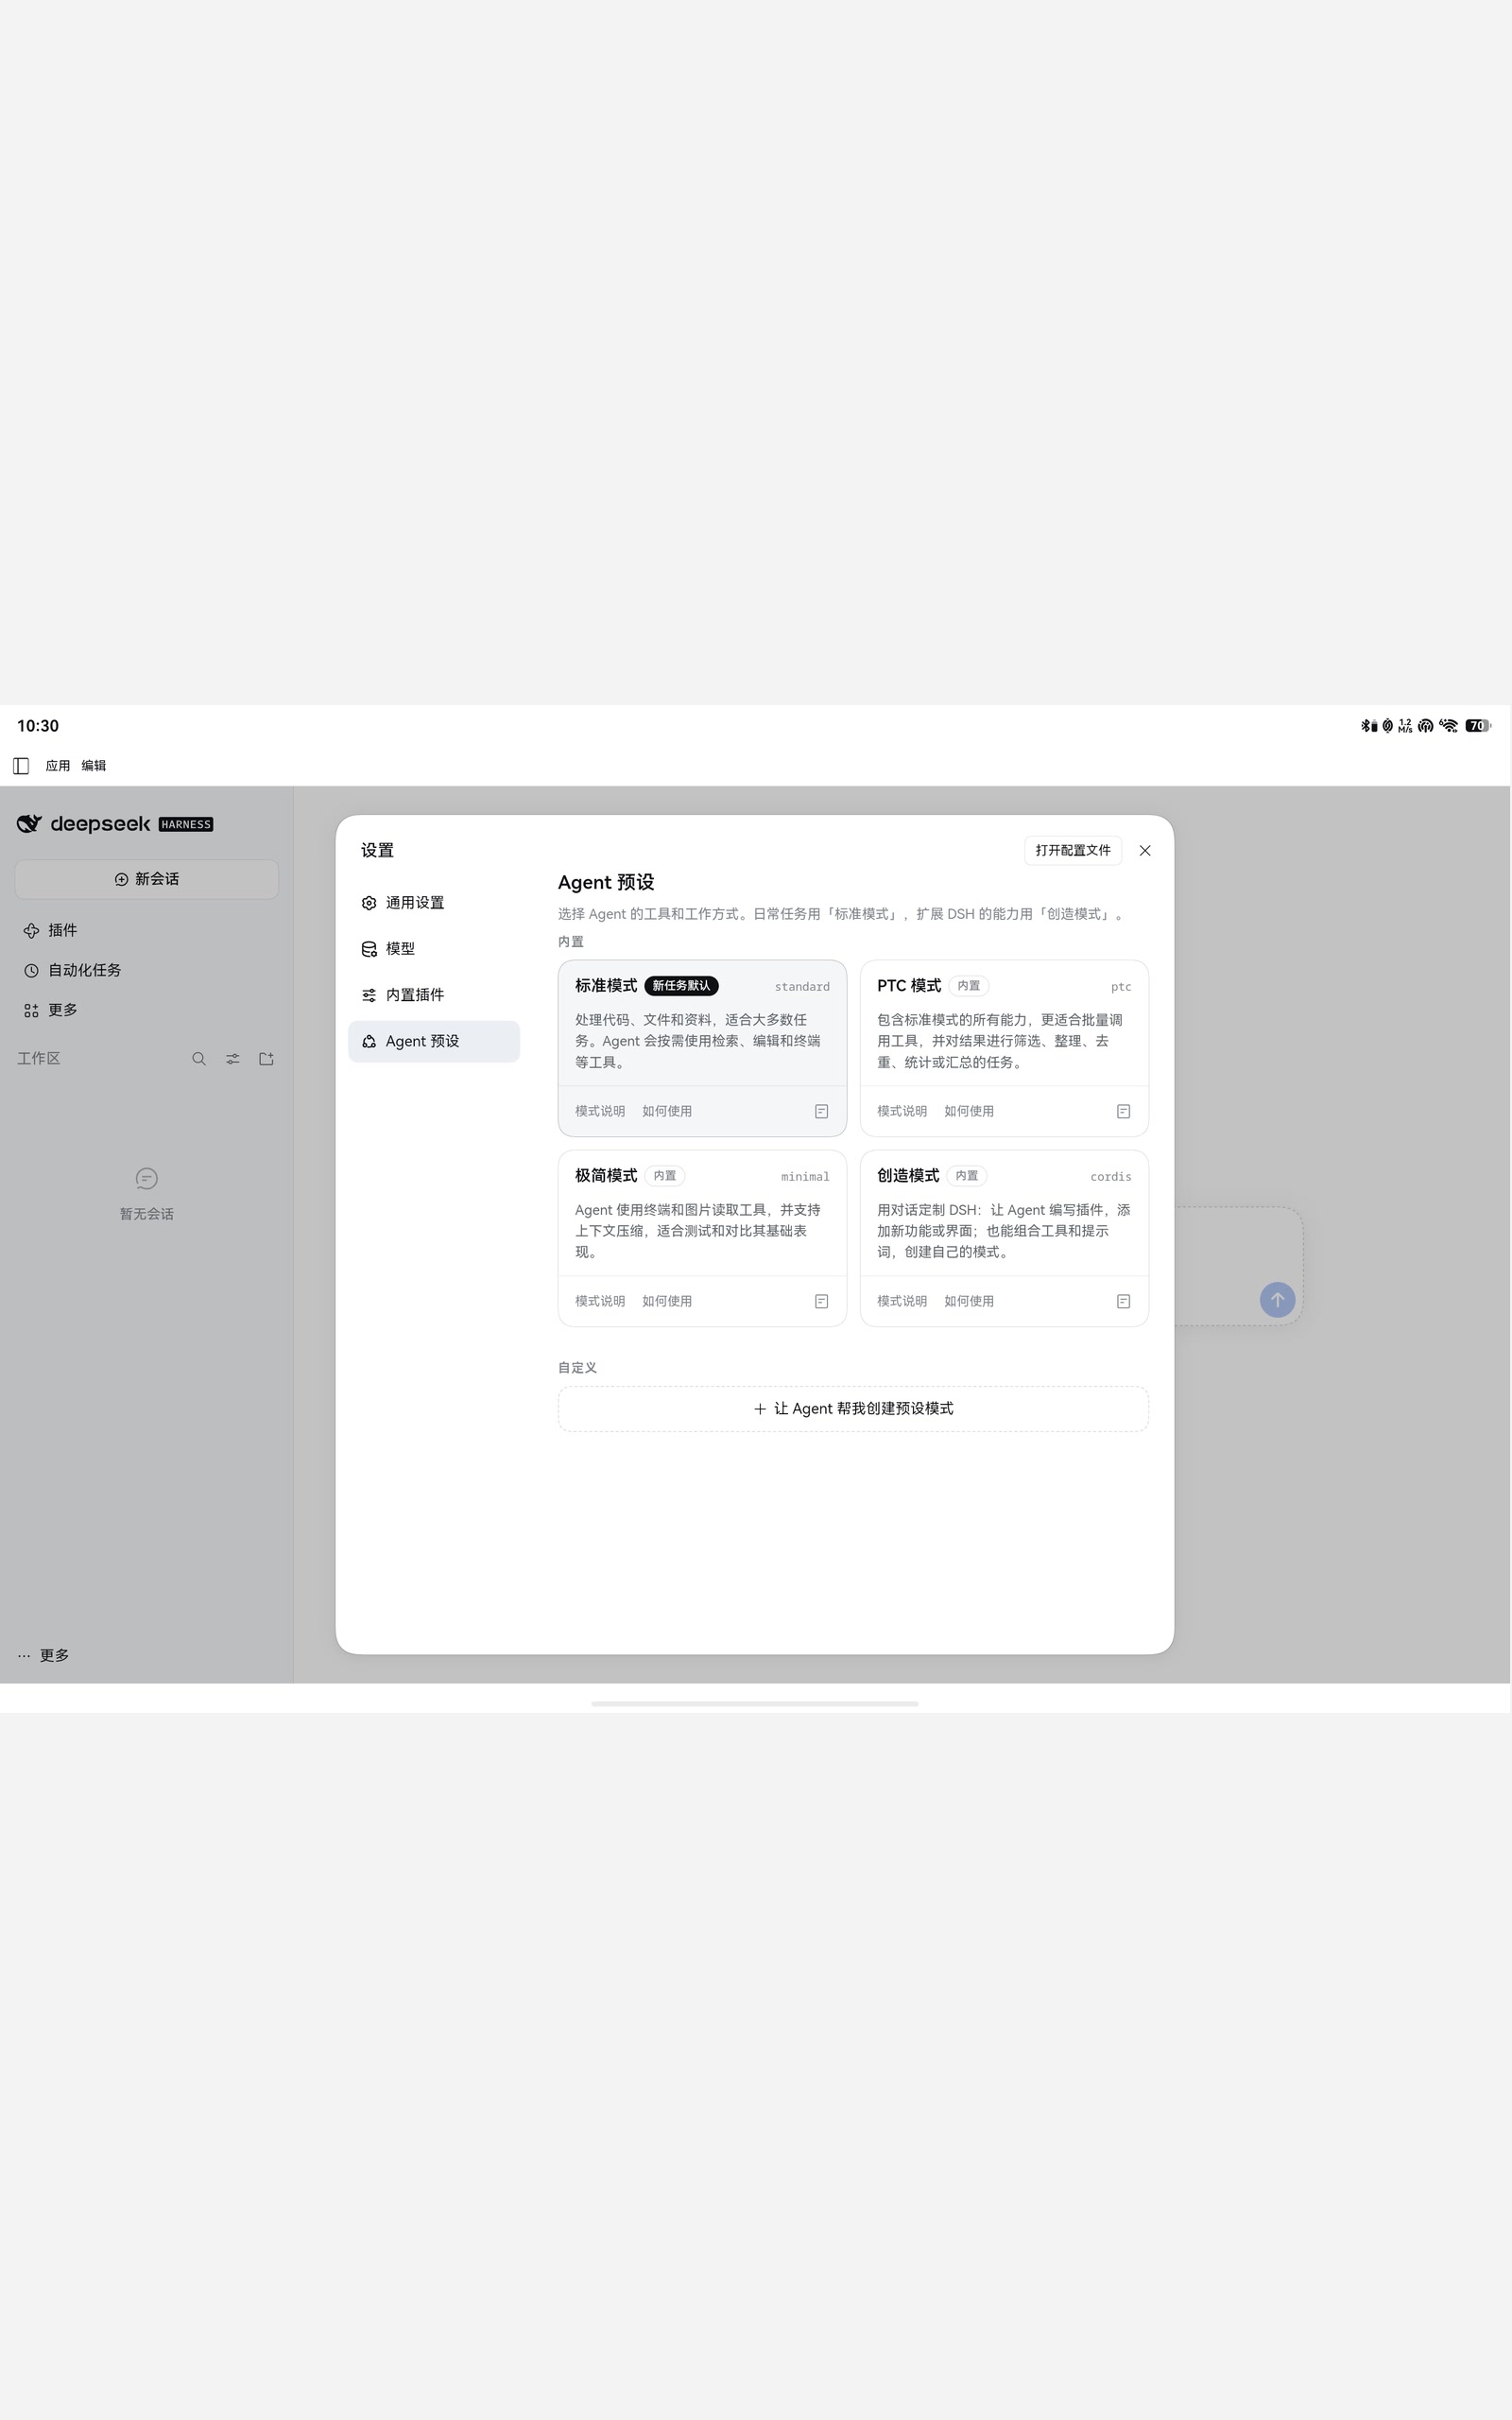 10:30
1.2
M/s
6
70
应用 编辑
deepseek HARNESS
新会话
插件
自动化任务
更多
工作区
暂无会话
... 更多
设置
打开配置文件
通用设置
模型
内置插件
Agent 预设
Agent 预设
选择 Agent 的工具和工作方式。日常任务用「标准模式」，扩展 DSH 的能力用「创造模式」。
内置
标准模式 新任务默认 standard
处理代码、文件和资料，适合大多数任
务。Agent 会按需使用检索、编辑和终端
等工具。
模式说明 如何使用
PTC 模式 内置 ptc
包含标准模式的所有能力，更适合批量调
用工具，并对结果进行筛选、整理、去
重、统计或汇总的任务。
模式说明 如何使用
极简模式 内置 minimal
Agent 使用终端和图片读取工具，并支持
上下文压缩，适合测试和对比其基础表
现。
模式说明 如何使用
创造模式 内置 cordis
用对话定制 DSH：让 Agent 编写插件，添
加新功能或界面；也能组合工具和提示
词，创建自己的模式。
模式说明 如何使用
自定义
+ 让 Agent 帮我创建预设模式